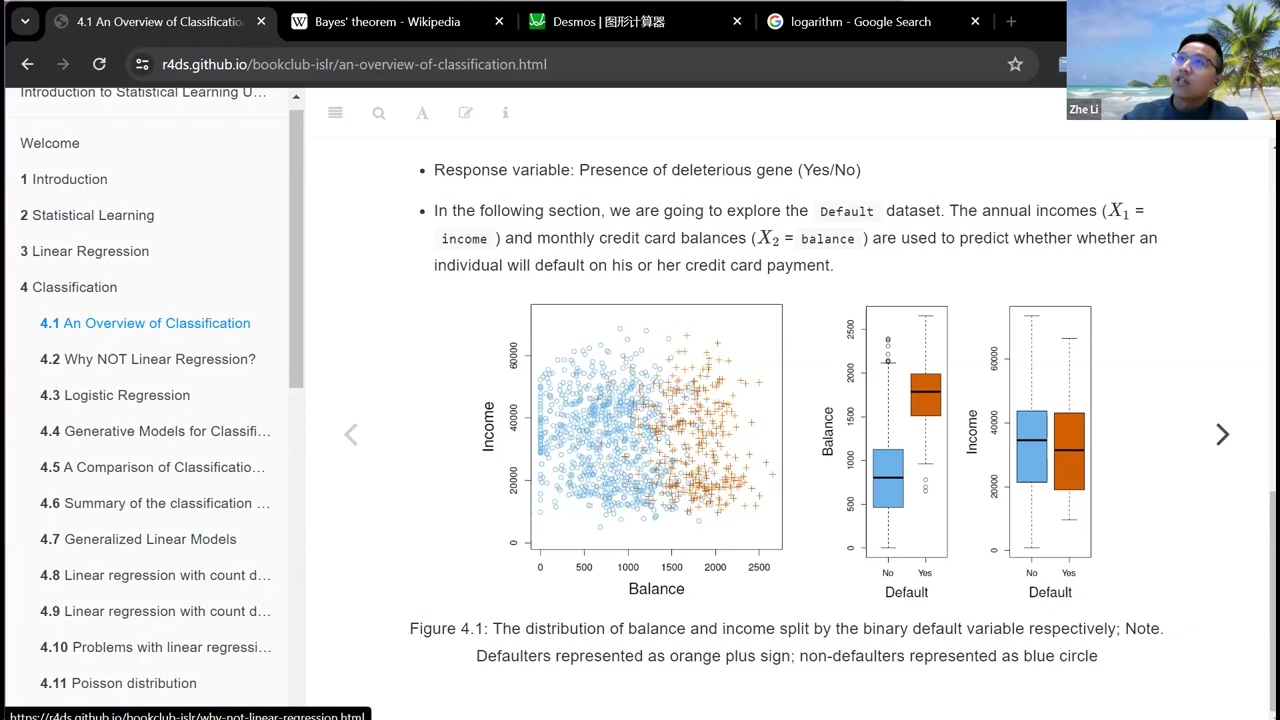 4.1 An Overview of Classificatio
Bayes' theorem - Wikipedia
Desmos | 图形计算器
logarithm - Google Search
r4ds.github.io/bookclub-islr/an-overview-of-classification.html
Zhe Li
Introduction to Statistical Learning U...
Welcome
1 Introduction
2 Statistical Learning
3 Linear Regression
4 Classification
4.1 An Overview of Classification
4.2 Why NOT Linear Regression?
4.3 Logistic Regression
4.4 Generative Models for Classifi...
4.5 A Comparison of Classificatio...
4.6 Summary of the classification ...
4.7 Generalized Linear Models
4.8 Linear regression with count d...
4.9 Linear regression with count d...
4.10 Problems with linear regressi...
4.11 Poisson distribution
https://r4ds.github.io/bookclub-islr/why-not-linear-regression.html
• Response variable: Presence of deleterious gene (Yes/No)
• In the following section, we are going to explore the Default dataset. The annual incomes (X₁ =
income ) and monthly credit card balances (X₂ = balance ) are used to predict whether whether an
individual will default on his or her credit card payment.
Income
60000
40000
20000
0
0 500 1000 1500 2000 2500
Balance
Balance
2500
2000
1500
1000
500
0
No Yes
Default
Income
60000
40000
20000
0
No Yes
Default
Figure 4.1: The distribution of balance and income split by the binary default variable respectively; Note.
Defaulters represented as orange plus sign; non-defaulters represented as blue circle